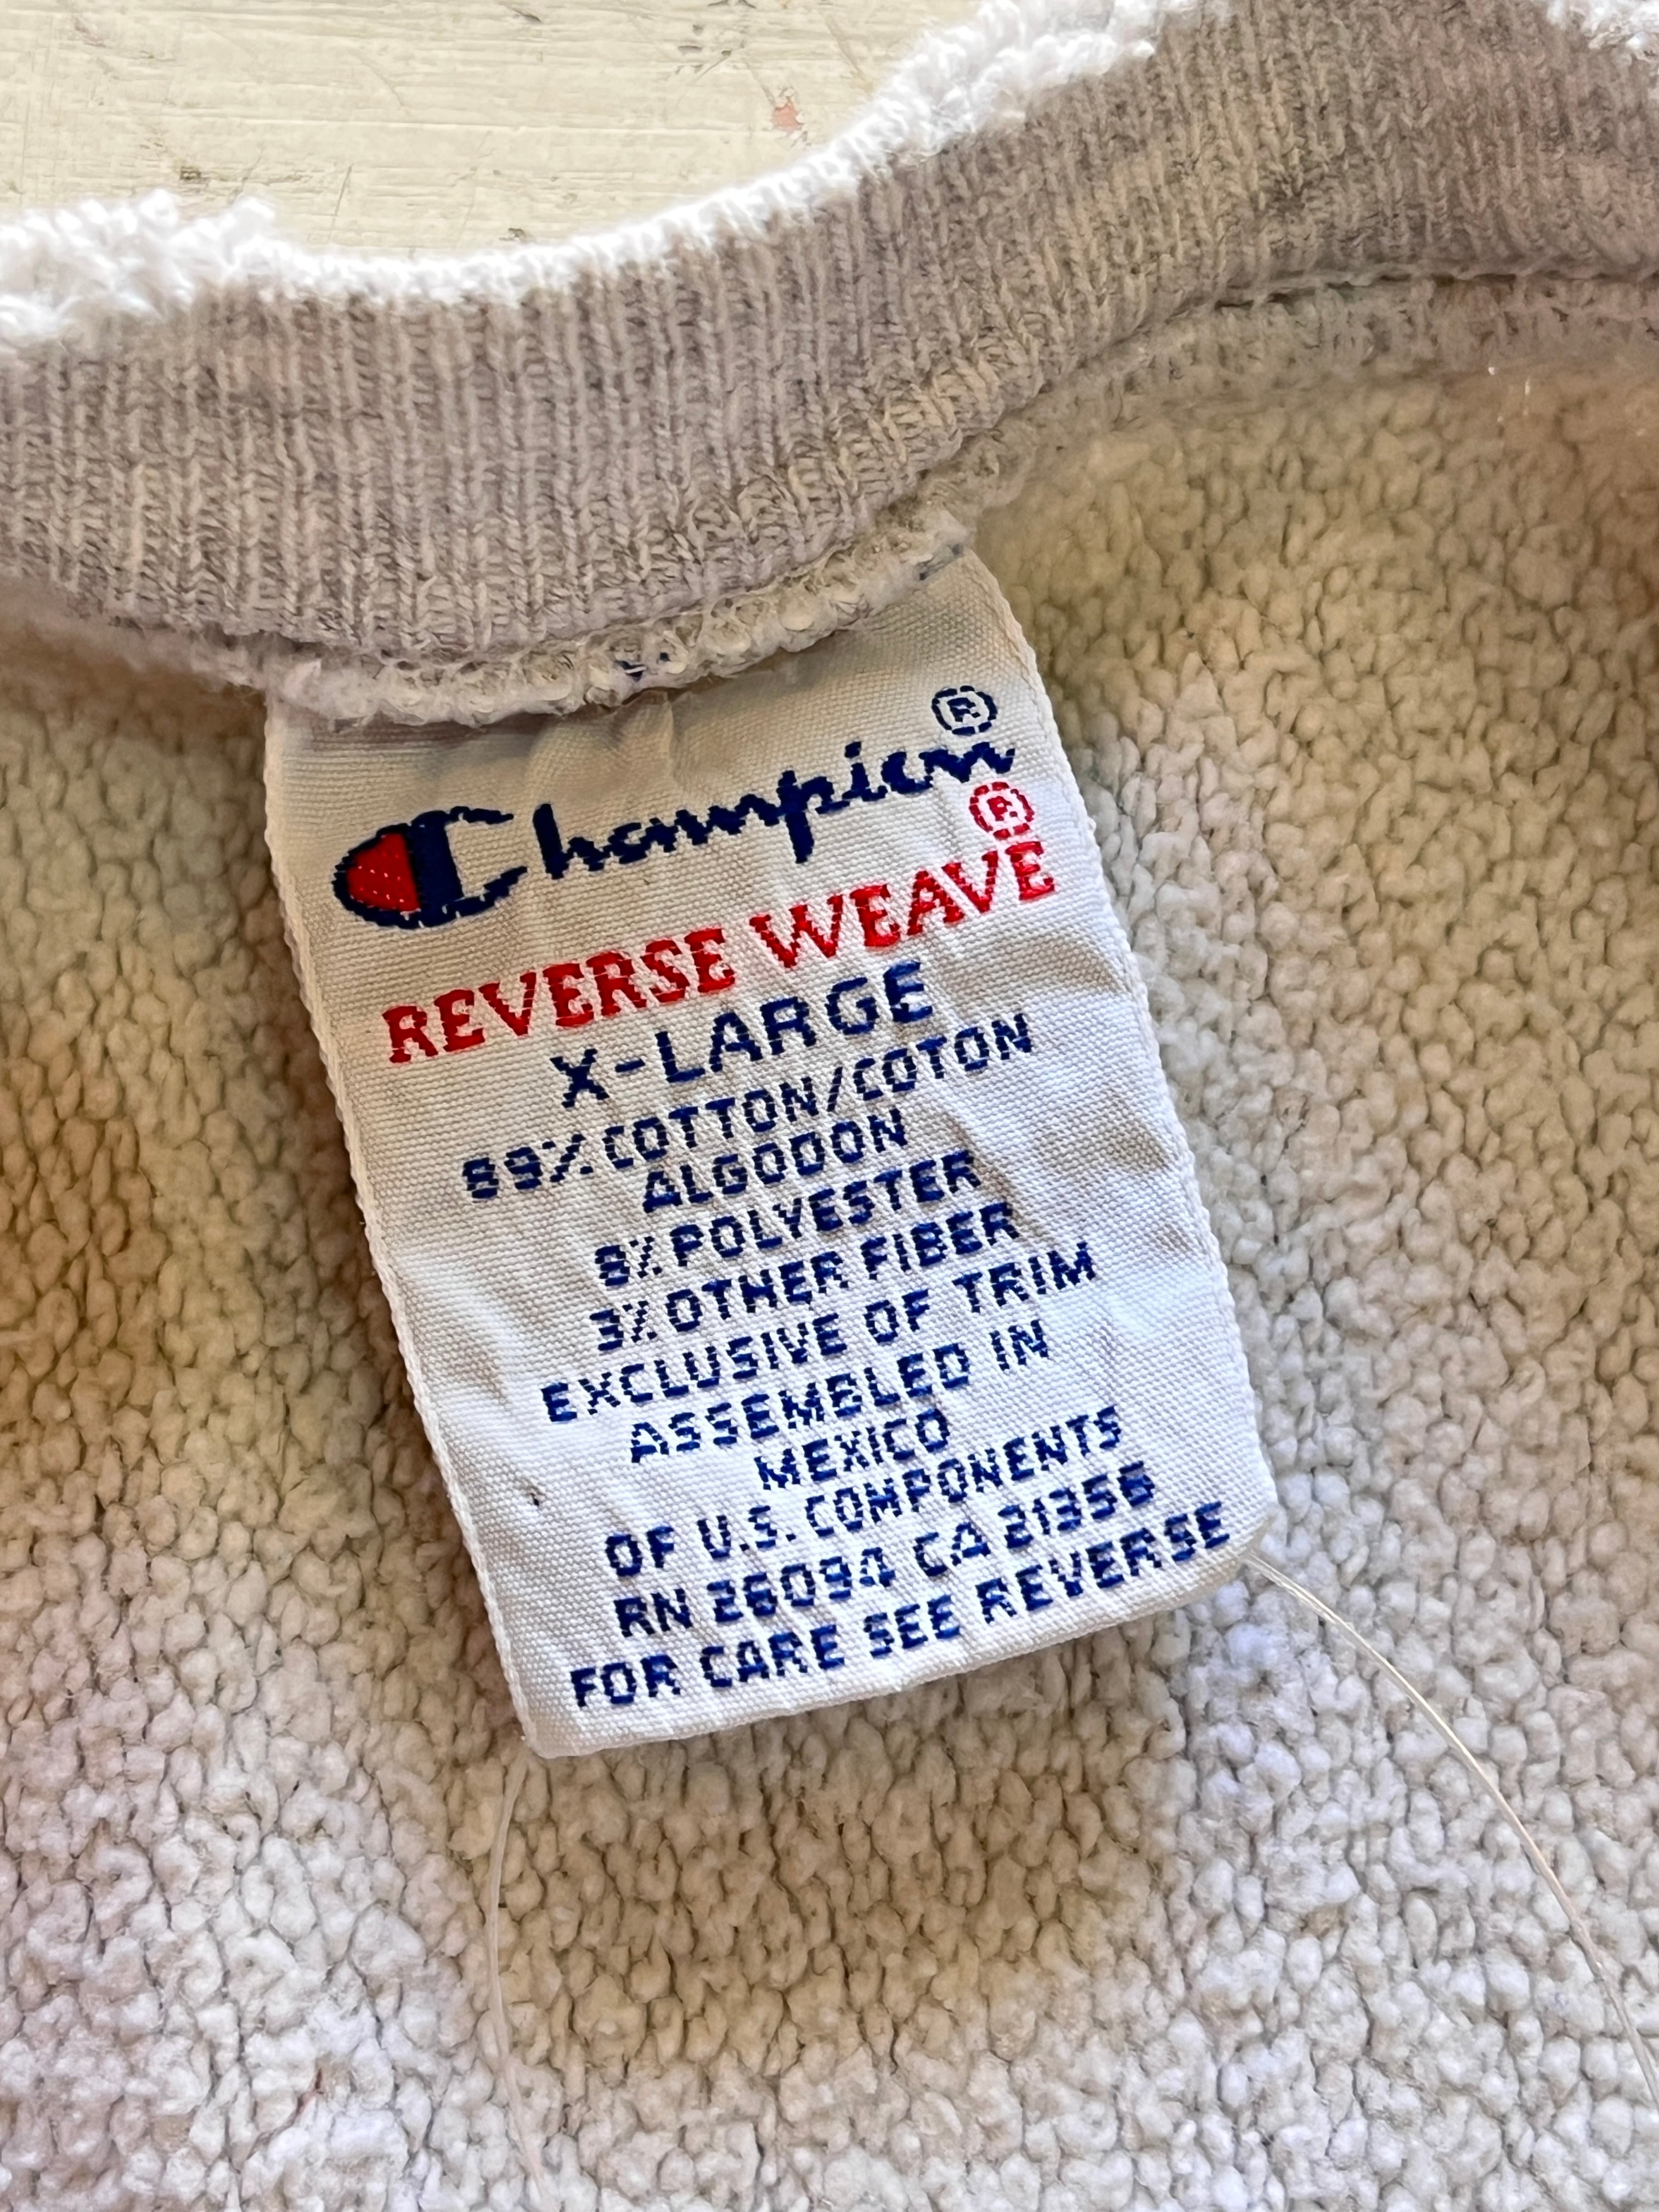 Champion®
REVERSE WEAVE®
X-LARGE
89% COTTON/COTON
ALGODON
8% POLYESTER
3% OTHER FIBER
EXCLUSIVE OF TRIM
ASSEMBLED IN
MEXICO
OF U.S. COMPONENTS
RN 26094 CA 21356
FOR CARE SEE REVERSE